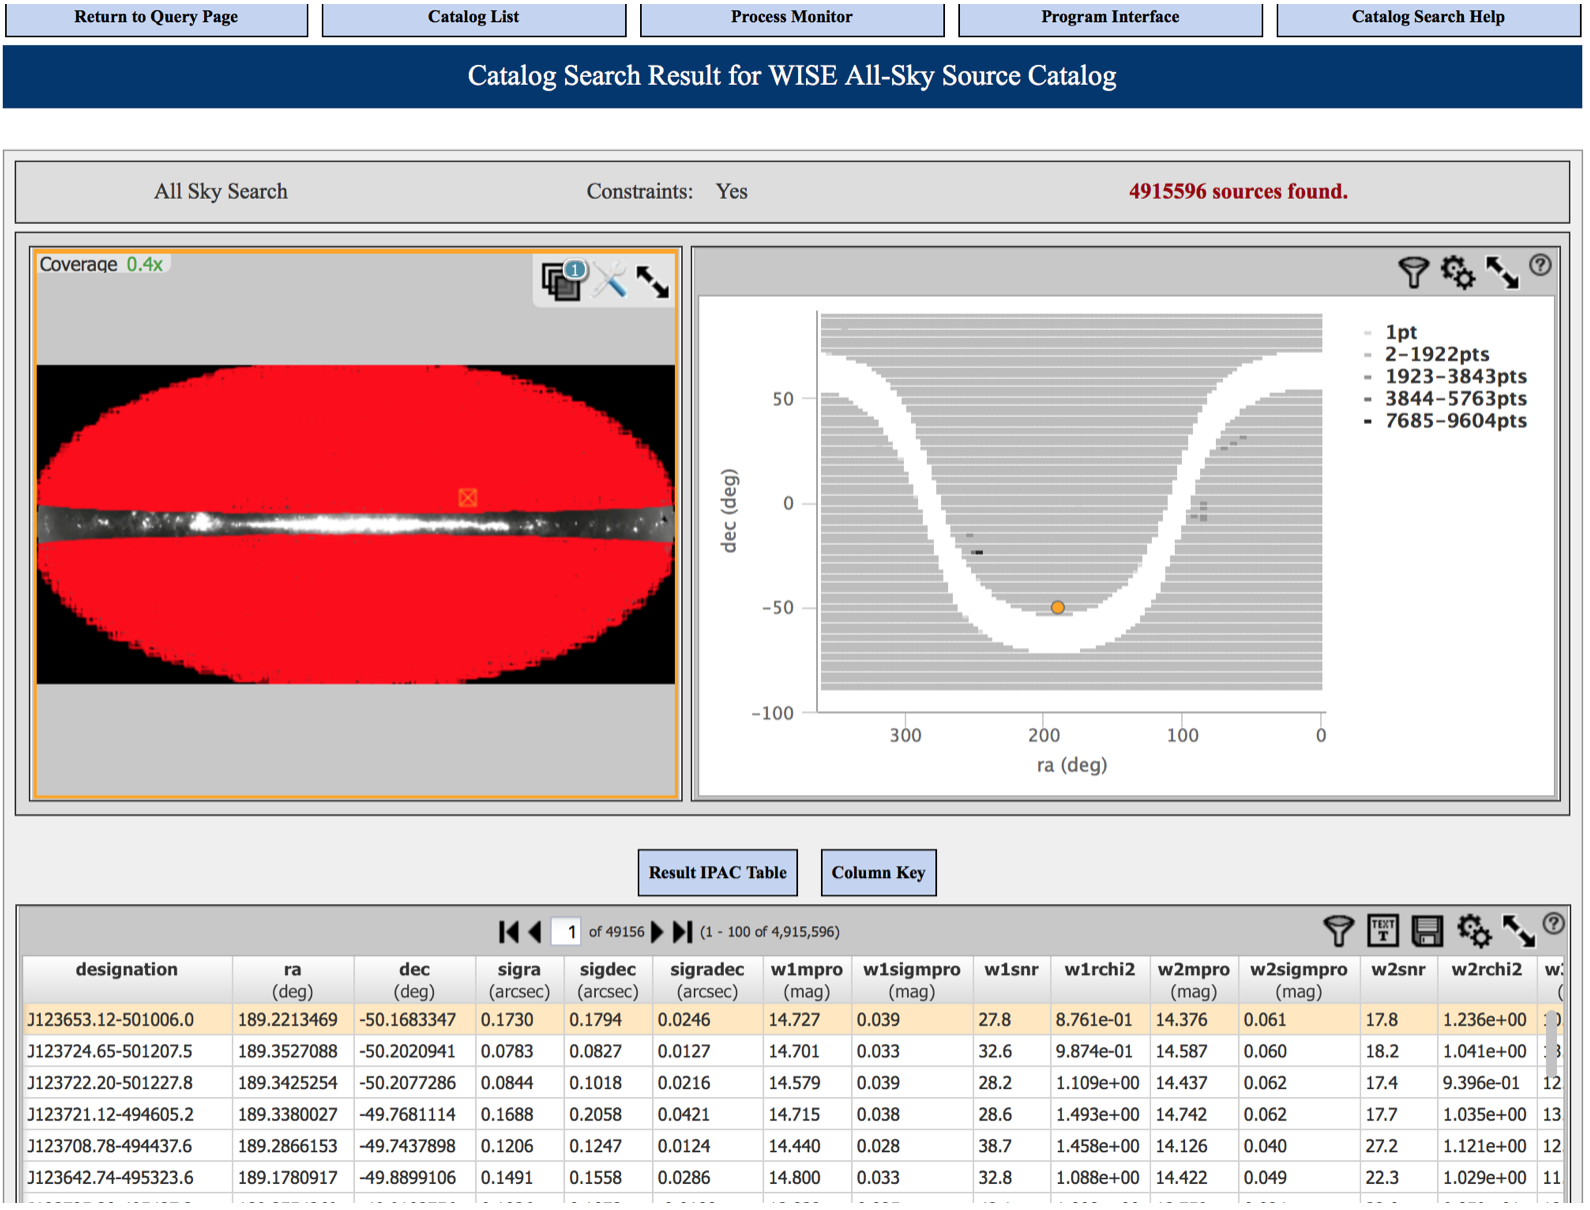 Return to Query Page Catalog List Process Monitor Program Interface Catalog Search Help
Catalog Search Result for WISE All-Sky Source Catalog
All Sky Search Constraints: Yes 4915596 sources found.
Coverage 0.4x
1
?
1pt
2-1922pts
1923-3843pts
3844-5763pts
7685-9604pts
50
0
-50
-100
dec (deg)
300 200 100 0
ra (deg)
Result IPAC Table Column Key
1 of 49156 (1 - 100 of 4,915,596)
TEXT
T
?
designation ra dec sigra sigdec sigradec w1mpro w1sigmpro w1snr w1rchi2 w2mpro w2sigmpro w2snr w2rchi2
(deg) (deg) (arcsec) (arcsec) (arcsec) (mag) (mag) (mag) (mag)
J123653.12-501006.0 189.2213469 -50.1683347 0.1730 0.1794 0.0246 14.727 0.039 27.8 8.761e-01 14.376 0.061 17.8 1.236e+00
J123724.65-501207.5 189.3527088 -50.2020941 0.0783 0.0827 0.0127 14.701 0.033 32.6 9.874e-01 14.587 0.060 18.2 1.041e+00
J123722.20-501227.8 189.3425254 -50.2077286 0.0844 0.1018 0.0216 14.579 0.039 28.2 1.109e+00 14.437 0.062 17.4 9.396e-01 12.
J123721.12-494605.2 189.3380027 -49.7681114 0.1688 0.2058 0.0421 14.715 0.038 28.6 1.493e+00 14.742 0.062 17.7 1.035e+00 13.
J123708.78-494437.6 189.2866153 -49.7437898 0.1206 0.1247 0.0124 14.440 0.028 38.7 1.458e+00 14.126 0.040 27.2 1.121e+00 12.
J123642.74-495323.6 189.1780917 -49.8899106 0.1491 0.1558 0.0286 14.800 0.033 32.8 1.088e+00 14.422 0.049 22.3 1.029e+00 11.